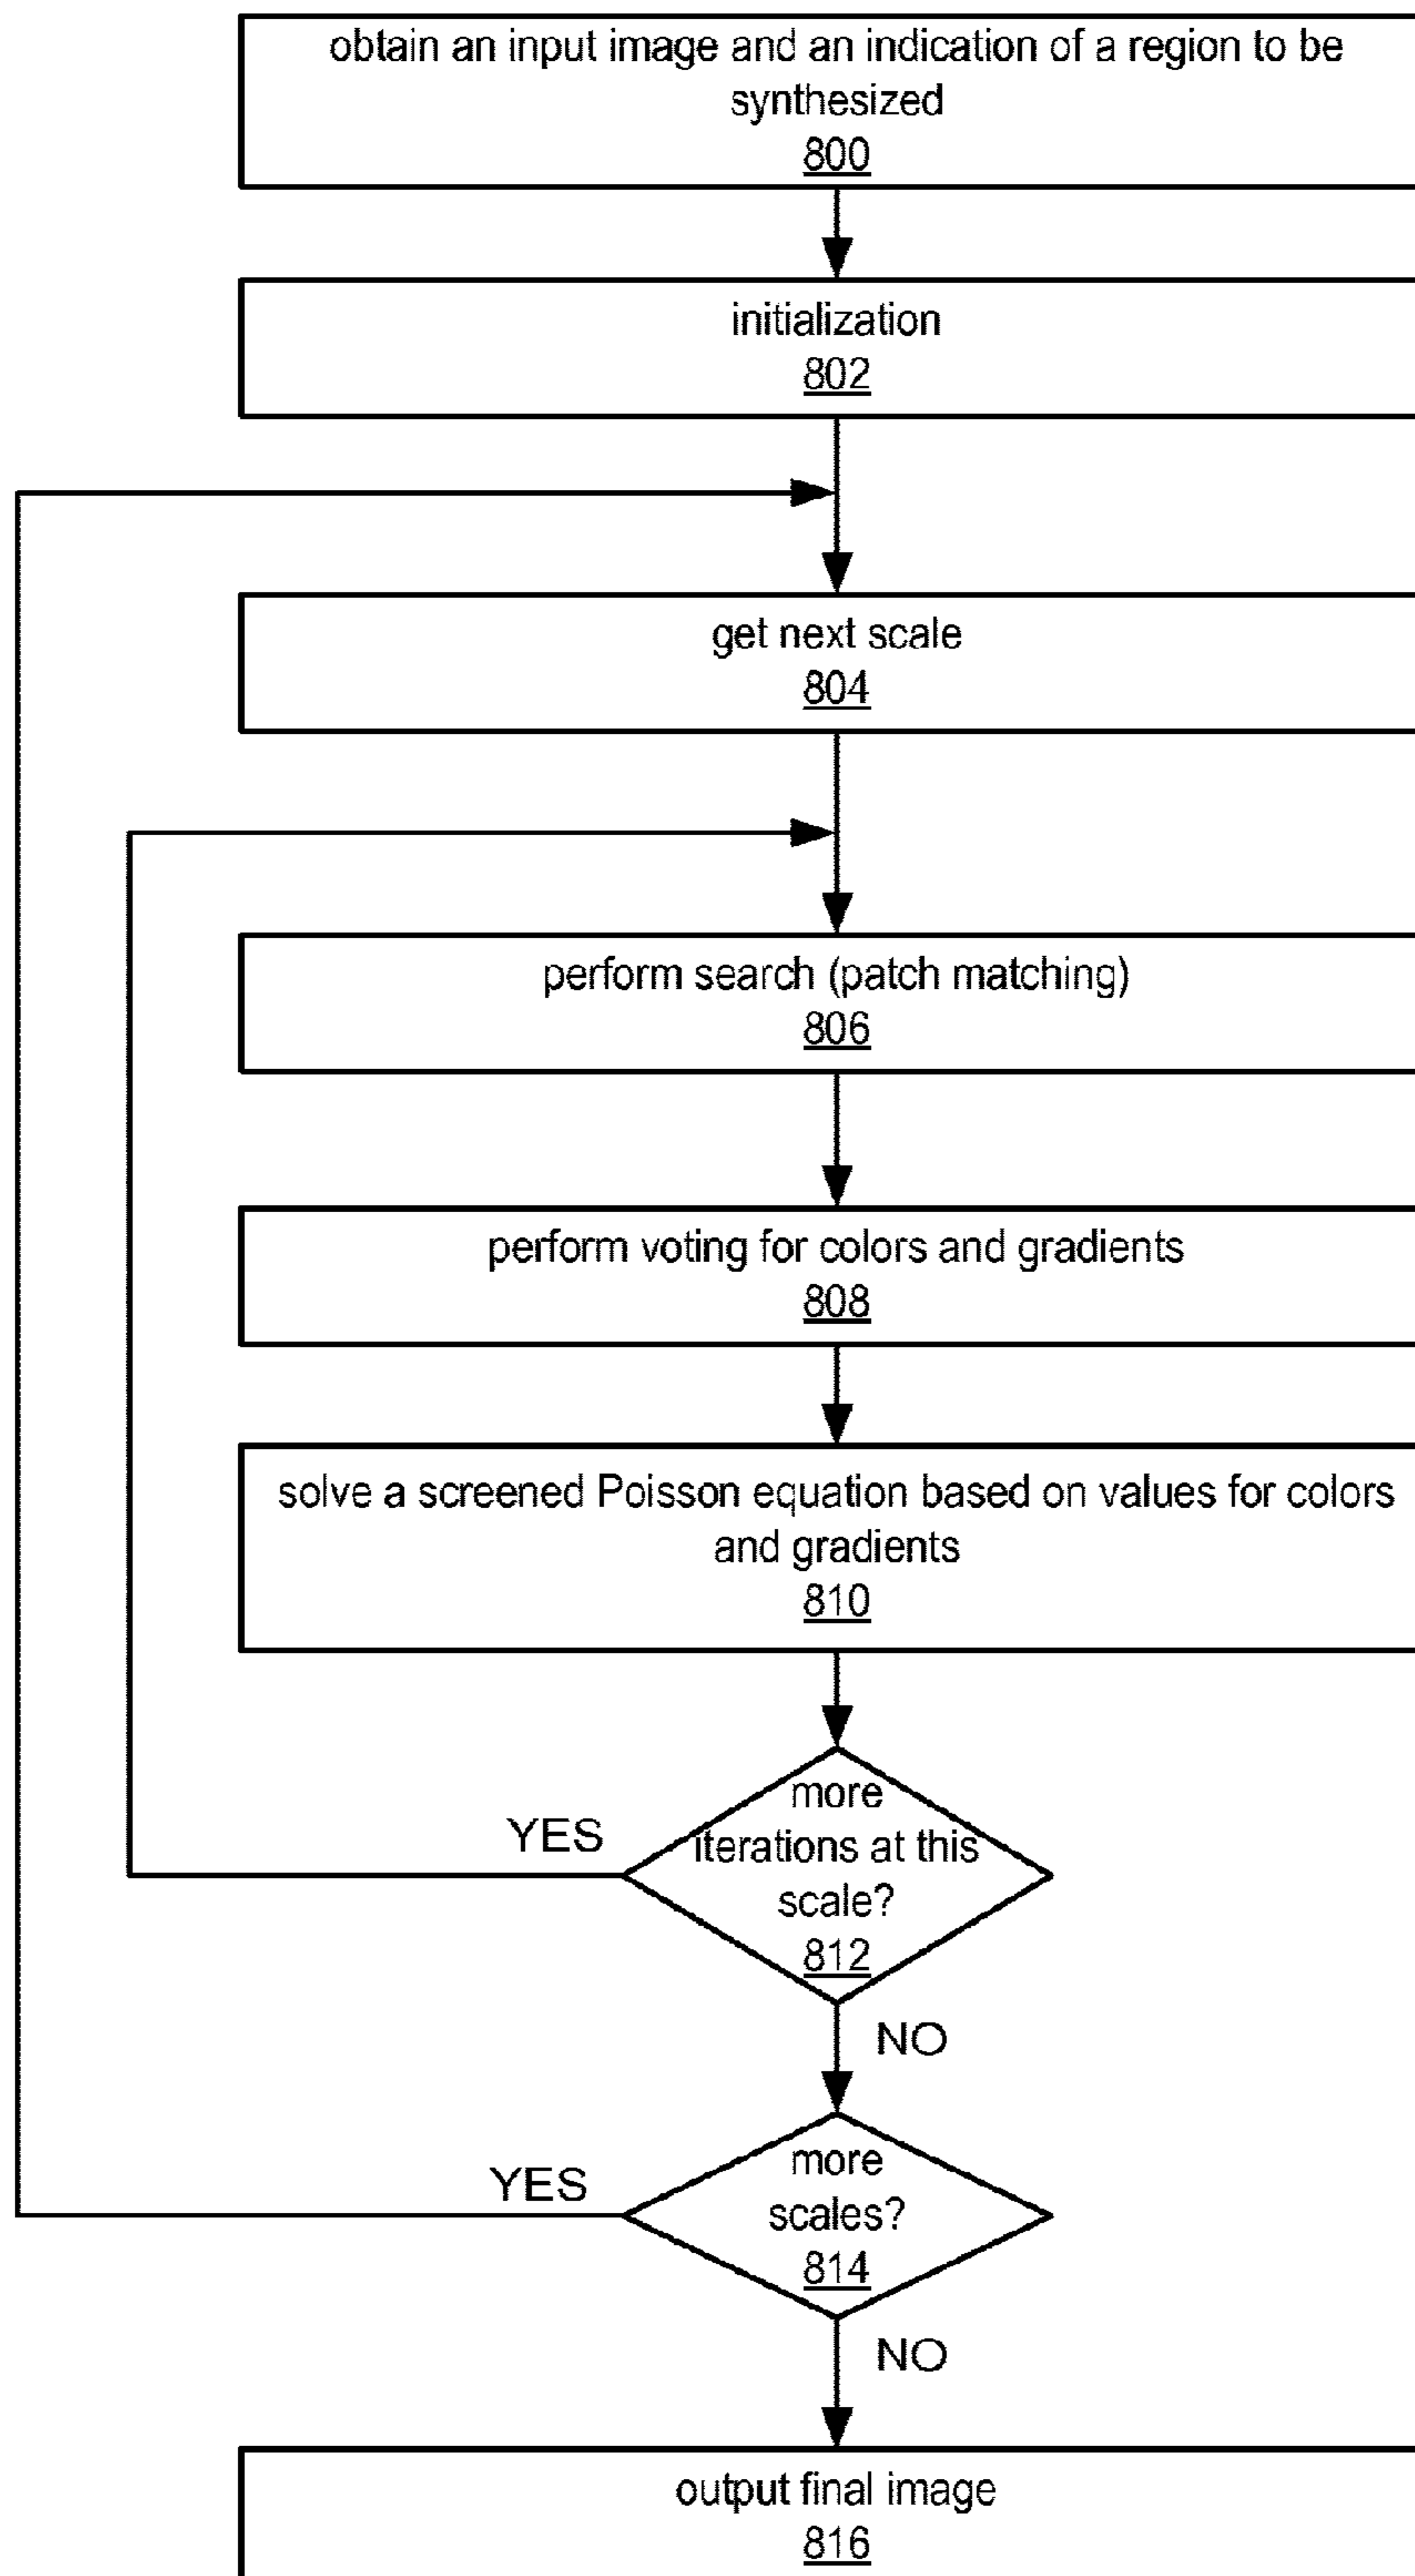 obtain an input image and an indication of a region to be
synthesized
800
initialization
802
get next scale
804
perform search (patch matching)
806
perform voting for colors and gradients
808
solve a screened Poisson equation based on values for colors
and gradients
810
more
iterations at this
scale?
812
YES
NO
more
scales?
814
YES
NO
output final image
816